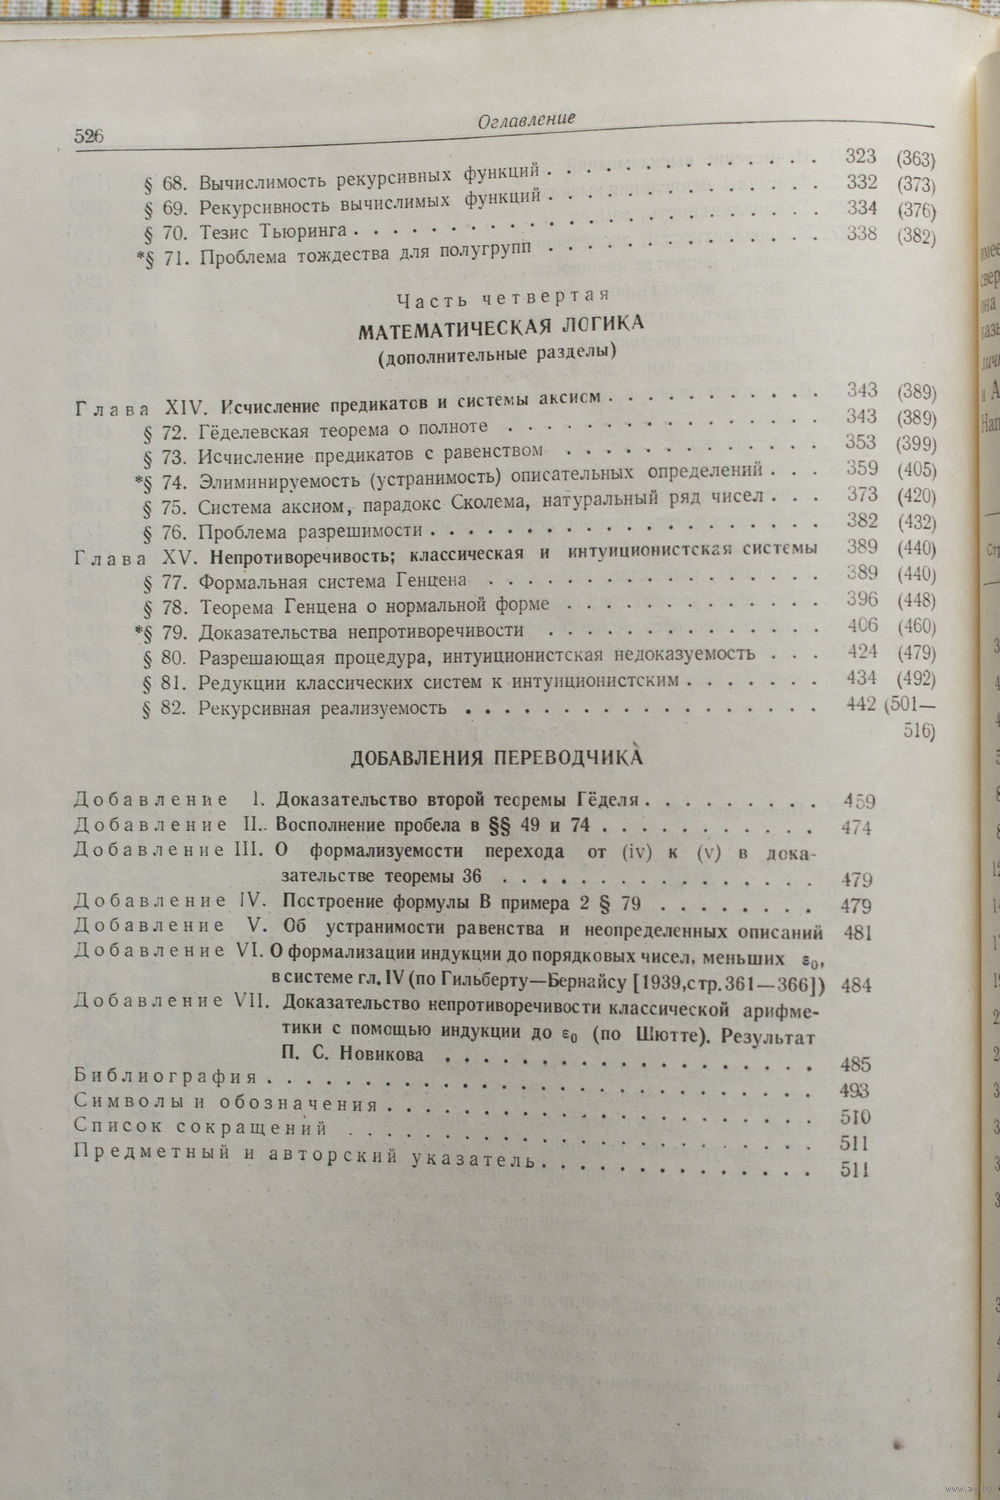 526
Оглавление
§ 68. Вычислимость рекурсивных функций . . . . . . . . . . . . 323 (363)
§ 69. Рекурсивность вычислимых функций . . . . . . . . . . . . 332 (373)
§ 70. Тезис Тьюринга . . . . . . . . . . . . . . . . . . . 334 (376)
*§ 71. Проблема тождества для полугрупп . . . . . . . . . . . . 338 (382)
Часть четвертая
МАТЕМАТИЧЕСКАЯ ЛОГИКА
(дополнительные разделы)
Глава XIV. Исчисление предикатов и системы аксиом . . . . . . . . . 343 (389)
§ 72. Гёделевская теорема о полноте . . . . . . . . . . . . . 343 (389)
§ 73. Исчисление предикатов с равенством . . . . . . . . . . . 353 (399)
*§ 74. Элиминируемость (устранимость) описательных определений . . . 359 (405)
§ 75. Система аксиом, парадокс Сколема, натуральный ряд чисел . . . 373 (420)
§ 76. Проблема разрешимости . . . . . . . . . . . . . . . . 382 (432)
Глава XV. Непротиворечивость; классическая и интуиционистская системы 389 (440)
§ 77. Формальная система Генцена . . . . . . . . . . . . . . 389 (440)
§ 78. Теорема Генцена о нормальной форме . . . . . . . . . . . 396 (448)
*§ 79. Доказательства непротиворечивости . . . . . . . . . . . . 406 (460)
§ 80. Разрешающая процедура, интуиционистская недоказуемость . . . 424 (479)
§ 81. Редукции классических систем к интуиционистским . . . . . . . 434 (492)
§ 82. Рекурсивная реализуемость . . . . . . . . . . . . . . . 442 (501—
516)
ДОБАВЛЕНИЯ ПЕРЕВОДЧИКА
Добавление I. Доказательство второй теоремы Гёделя . . . . . . . . . 459
Добавление II. Восполнение пробела в §§ 49 и 74 . . . . . . . . . . 474
Добавление III. О формализуемости перехода от (iv) к (v) в дока-
зательстве теоремы 36 . . . . . . . . . . . . . . . 479
Добавление IV. Построение формулы B примера 2 § 79 . . . . . . . . 479
Добавление V. Об устранимости равенства и неопределенных описаний 481
Добавление VI. О формализации индукции до порядковых чисел, меньших ε₀,
в системе гл. IV (по Гильберту—Бернайсу [1939, стр. 361—366]) 484
Добавление VII. Доказательство непротиворечивости классической арифме-
тики с помощью индукции до ε₀ (по Шютте). Результат
П. С. Новикова . . . . . . . . . . . . . . . . . 485
Библиография . . . . . . . . . . . . . . . . . . . . . . . 493
Символы и обозначения . . . . . . . . . . . . . . . . . . . 510
Список сокращений . . . . . . . . . . . . . . . . . . . . . 511
Предметный и авторский указатель . . . . . . . . . . . . . . 511